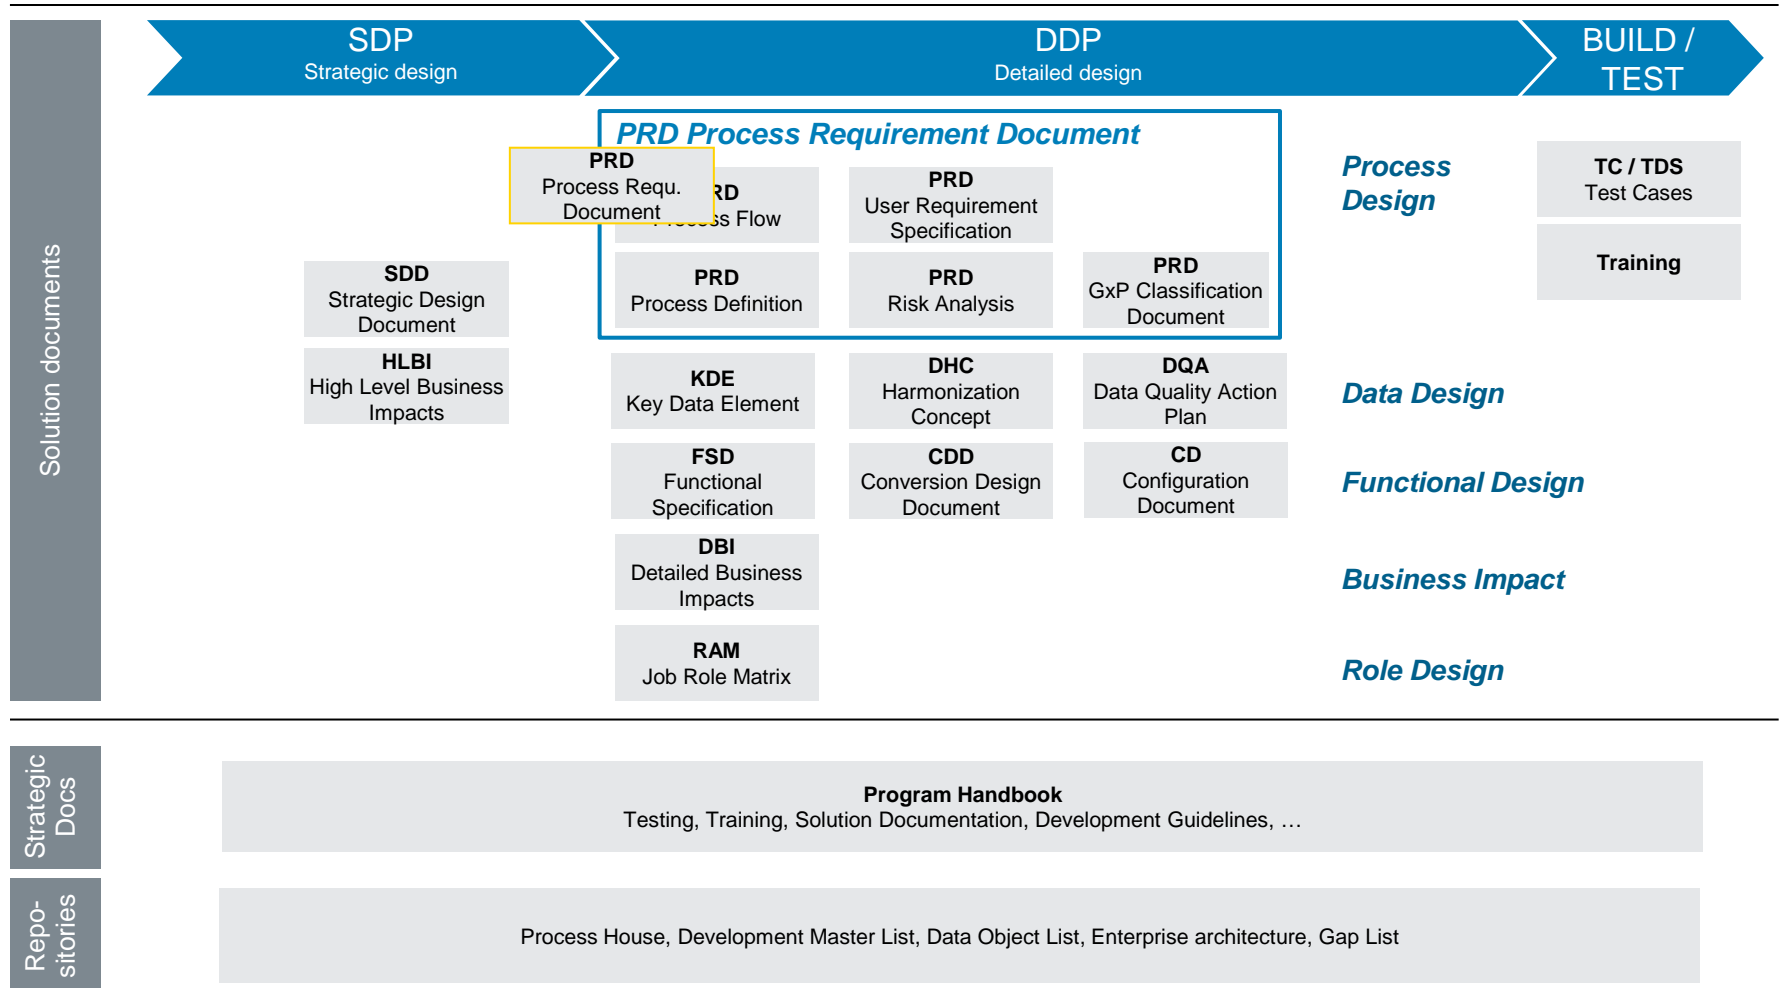 SDP
Strategic design
DDP
Detailed design
BUILD /
TEST
Solution documents
PRD Process Requirement Document
PRD
Process Requ.
Document
RD
ss Flow
PRD
User Requirement
Specification
Process
Design
TC / TDS
Test Cases
Training
SDD
Strategic Design
Document
PRD
Process Definition
PRD
Risk Analysis
PRD
GxP Classification
Document
HLBI
High Level Business
Impacts
KDE
Key Data Element
DHC
Harmonization
Concept
DQA
Data Quality Action
Plan
Data Design
FSD
Functional
Specification
CDD
Conversion Design
Document
CD
Configuration
Document
Functional Design
DBI
Detailed Business
Impacts
Business Impact
RAM
Job Role Matrix
Role Design
Strategic
Docs
Program Handbook
Testing, Training, Solution Documentation, Development Guidelines, …
Repo-
sitories
Process House, Development Master List, Data Object List, Enterprise architecture, Gap List